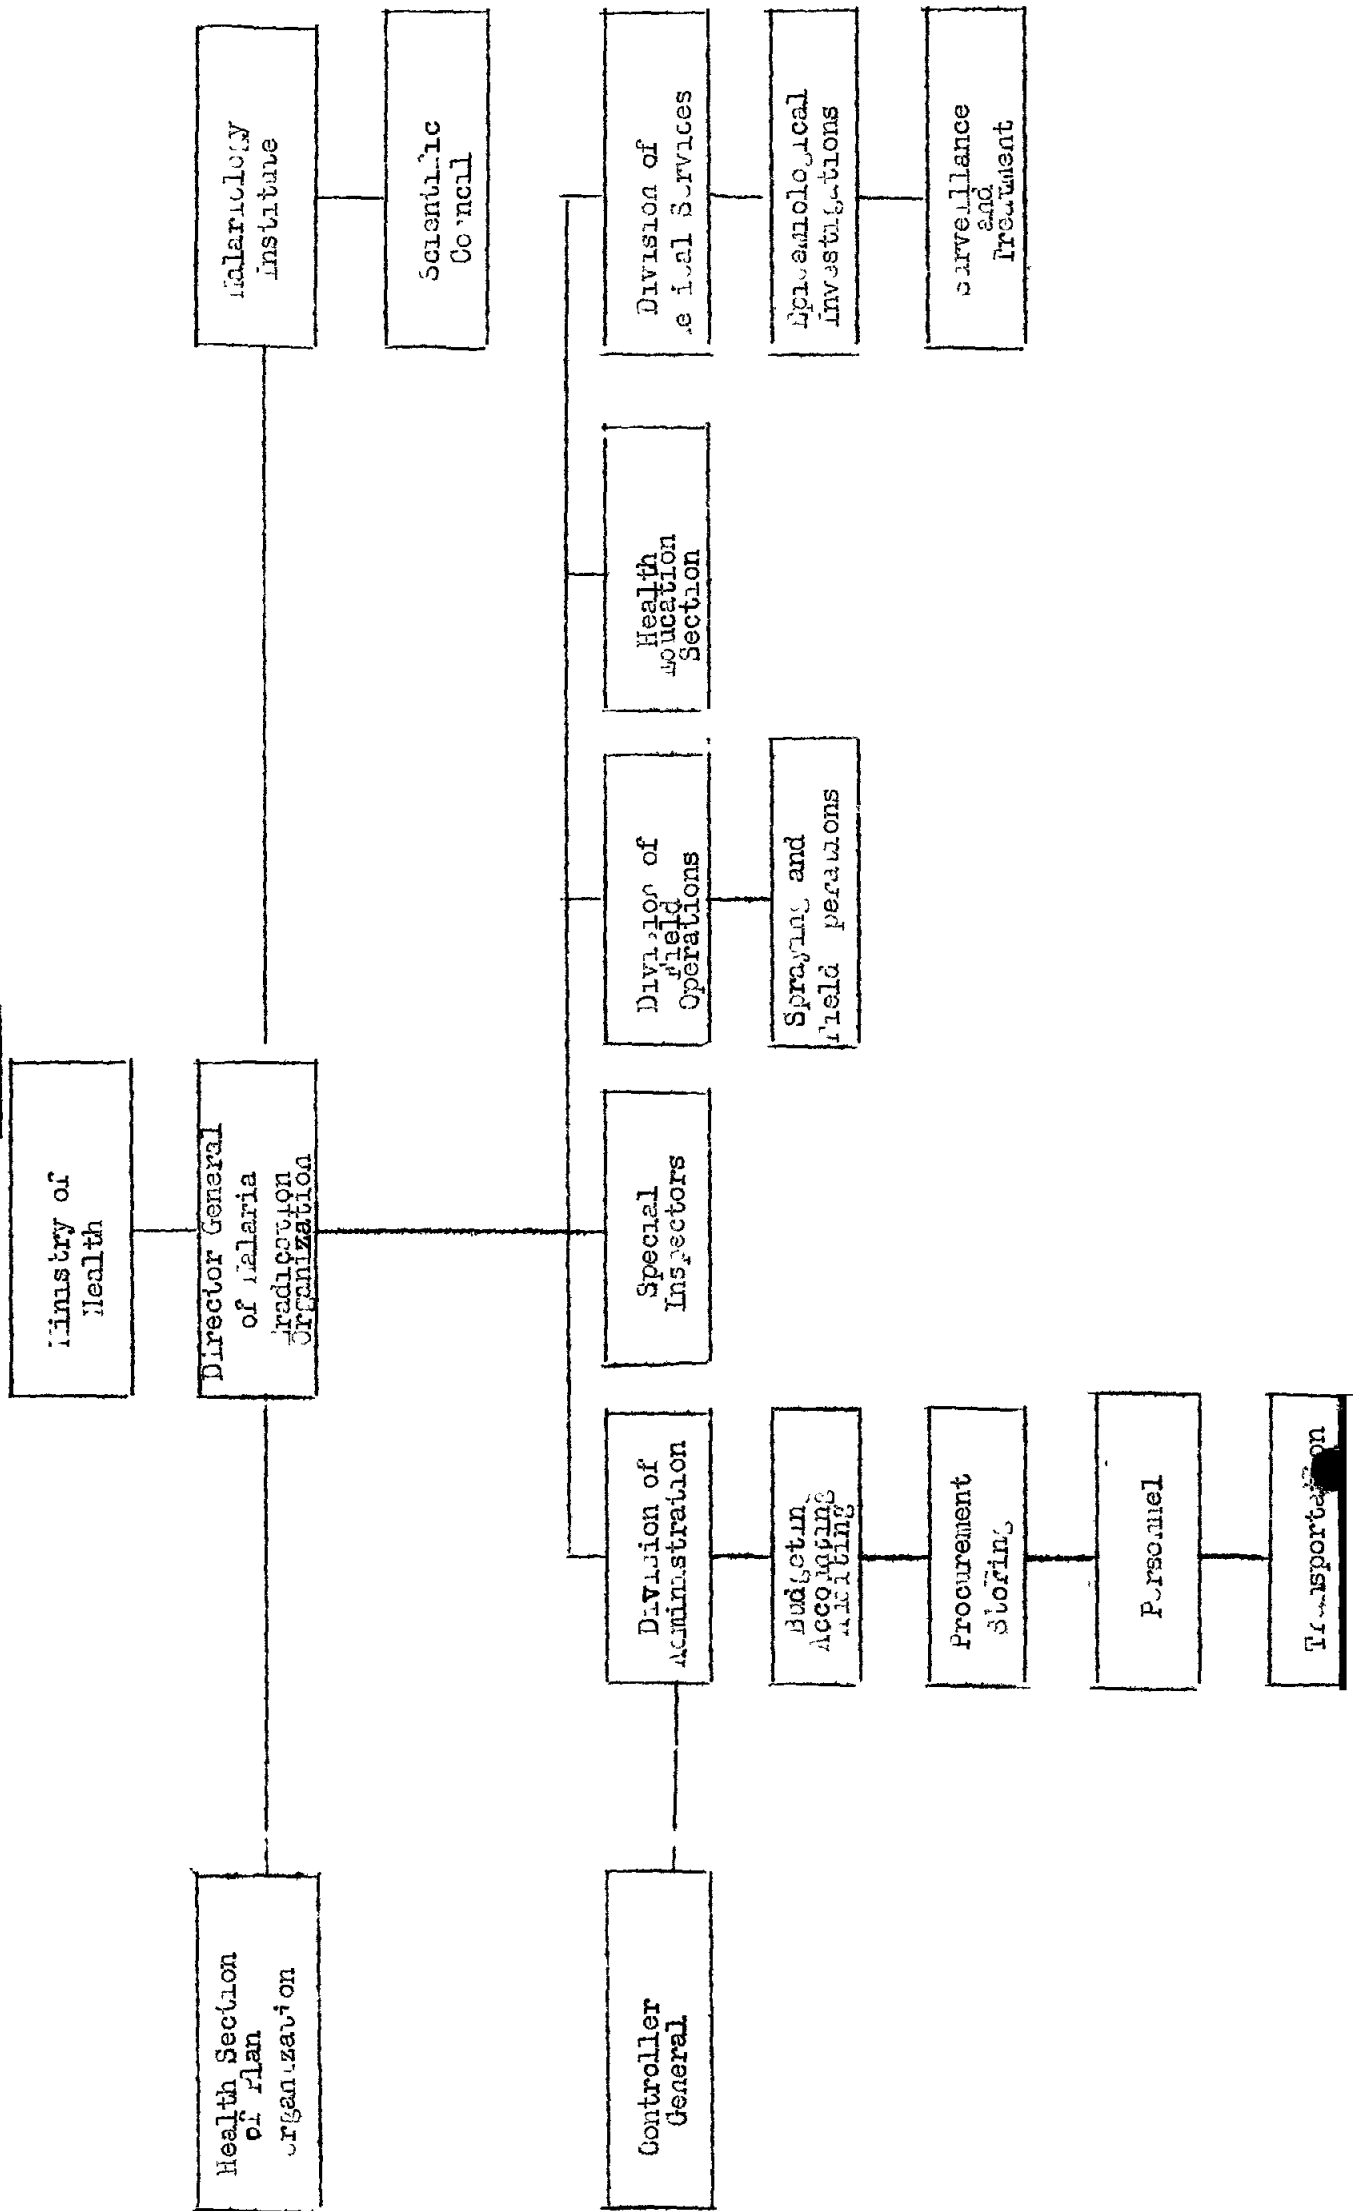 Ministry of
Health
Health Section
of Plan
Organization
Director General
of Malaria
Eradication
Organization
Malariology
Institute
Scientific
Council
Controller
General
Division of
Administration
Special
Inspectors
Division of
Field
Operations
Health
Education
Section
Division of
Medical Services
Budgeting
Accounting
Auditing
Spraying and
Field Operations
Epidemiological
Investigations
Procurement
Storing
Surveillance
and
Treatment
Personnel
Transportation